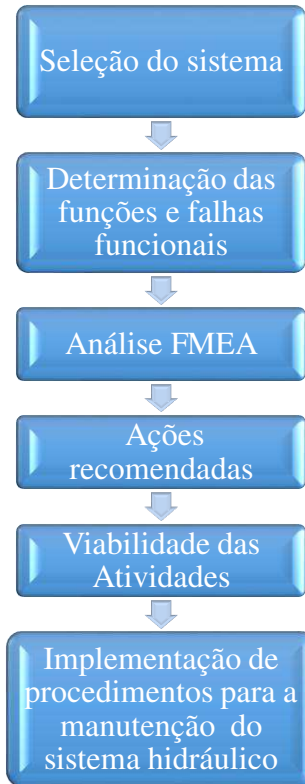 Seleção do sistema
Determinação das
funções e falhas
funcionais
Análise FMEA
Ações
recomendadas
Viabilidade das
Atividades
Implementação de
procedimentos para a
manutenção do
sistema hidráulico